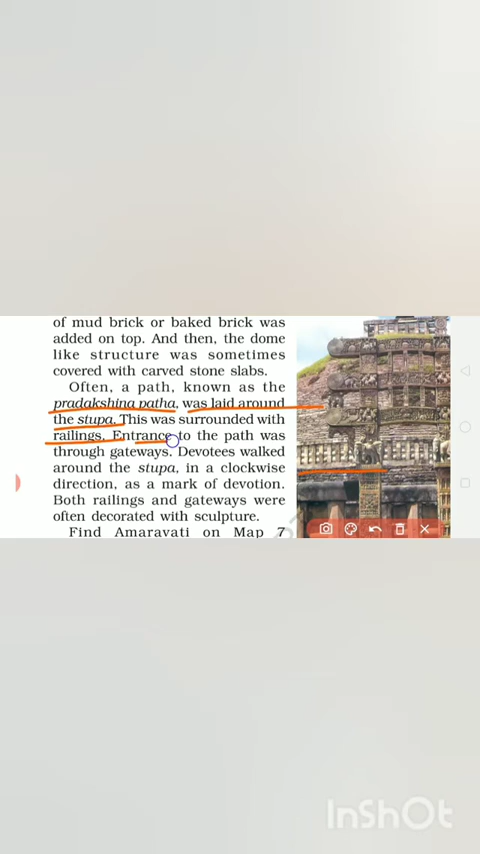 of mud brick or baked brick was
added on top. And then, the dome
like structure was sometimes
covered with carved stone slabs.
Often, a path, known as the
pradakshina patha, was laid around
the stupa. This was surrounded with
railings. Entrance to the path was
through gateways. Devotees walked
around the stupa, in a clockwise
direction, as a mark of devotion.
Both railings and gateways were
often decorated with sculpture.
Find Amaravati on Map 7
InShOt